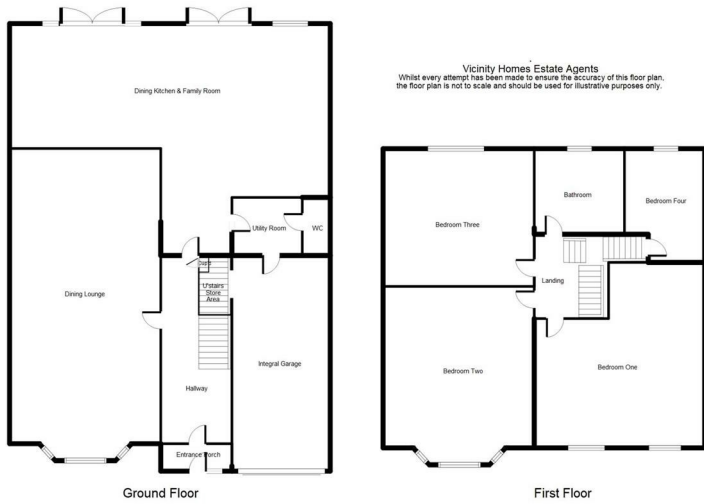 Vicinity Homes Estate Agents
Whilst every attempt has been made to ensure the accuracy of this floor plan,
the floor plan is not to scale and should be used for illustrative purposes only.
Dining Kitchen & Family Room
Utility Room
WC
U'stairs
Store
Area
Dining Lounge
Integral Garage
Hallway
Entrance Porch
Ground Floor
Bathroom
Bedroom Four
Bedroom Three
Landing
Bedroom Two
Bedroom One
First Floor